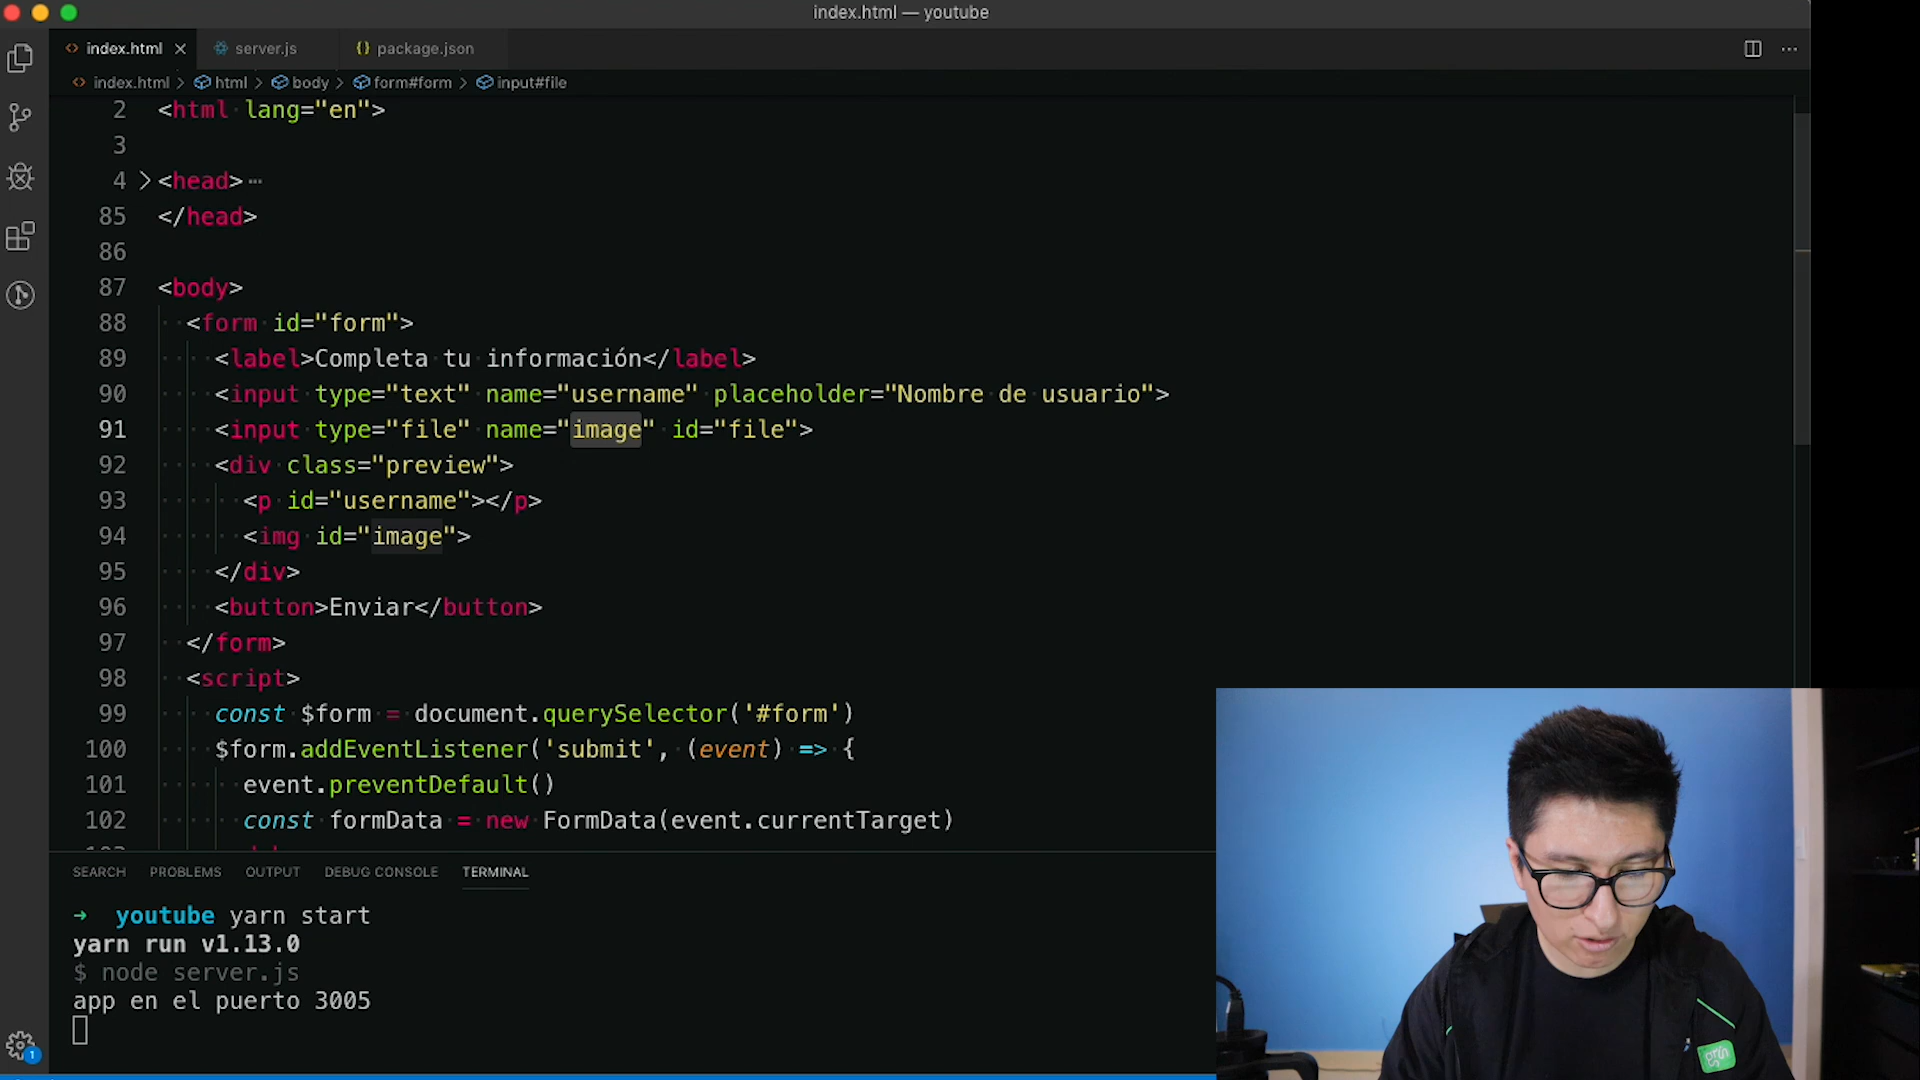 index.html — youtube
index.html server.js package.json
index.html html body form#form input#file
2 <html lang="en">
3
4 <head>
85 </head>
86
87 <body>
88 <form id="form">
89 <label>Completa tu información</label>
90 <input type="text" name="username" placeholder="Nombre de usuario">
91 <input type="file" name="image" id="file">
92 <div class="preview">
93 <p id="username"></p>
94 <img id="image">
95 </div>
96 <button>Enviar</button>
97 </form>
98 <script>
99 const $form = document.querySelector('#form')
100 $form.addEventListener('submit', (event) => {
101 event.preventDefault()
102 const formData = new FormData(event.currentTarget)
SEARCH PROBLEMS OUTPUT DEBUG CONSOLE TERMINAL
→ youtube yarn start
yarn run v1.13.0
$ node server.js
app en el puerto 3005
1